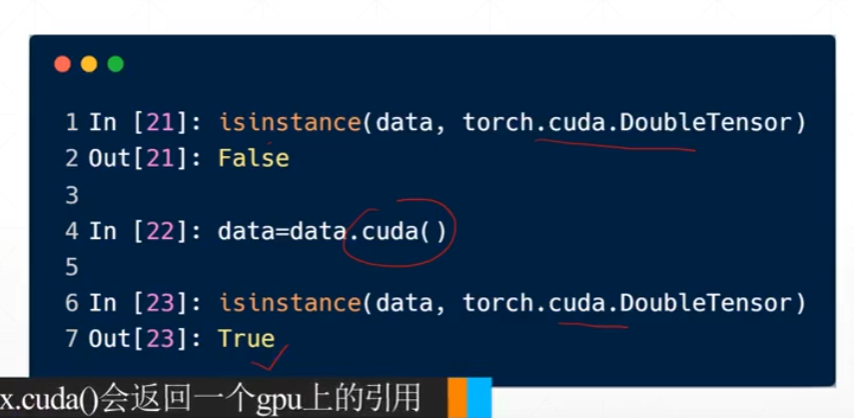 1 In [21]: isinstance(data, torch.cuda.DoubleTensor)
2 Out[21]: False
3
4 In [22]: data=data.cuda()
5
6 In [23]: isinstance(data, torch.cuda.DoubleTensor)
7 Out[23]: True
x.cuda()会返回一个gpu上的引用